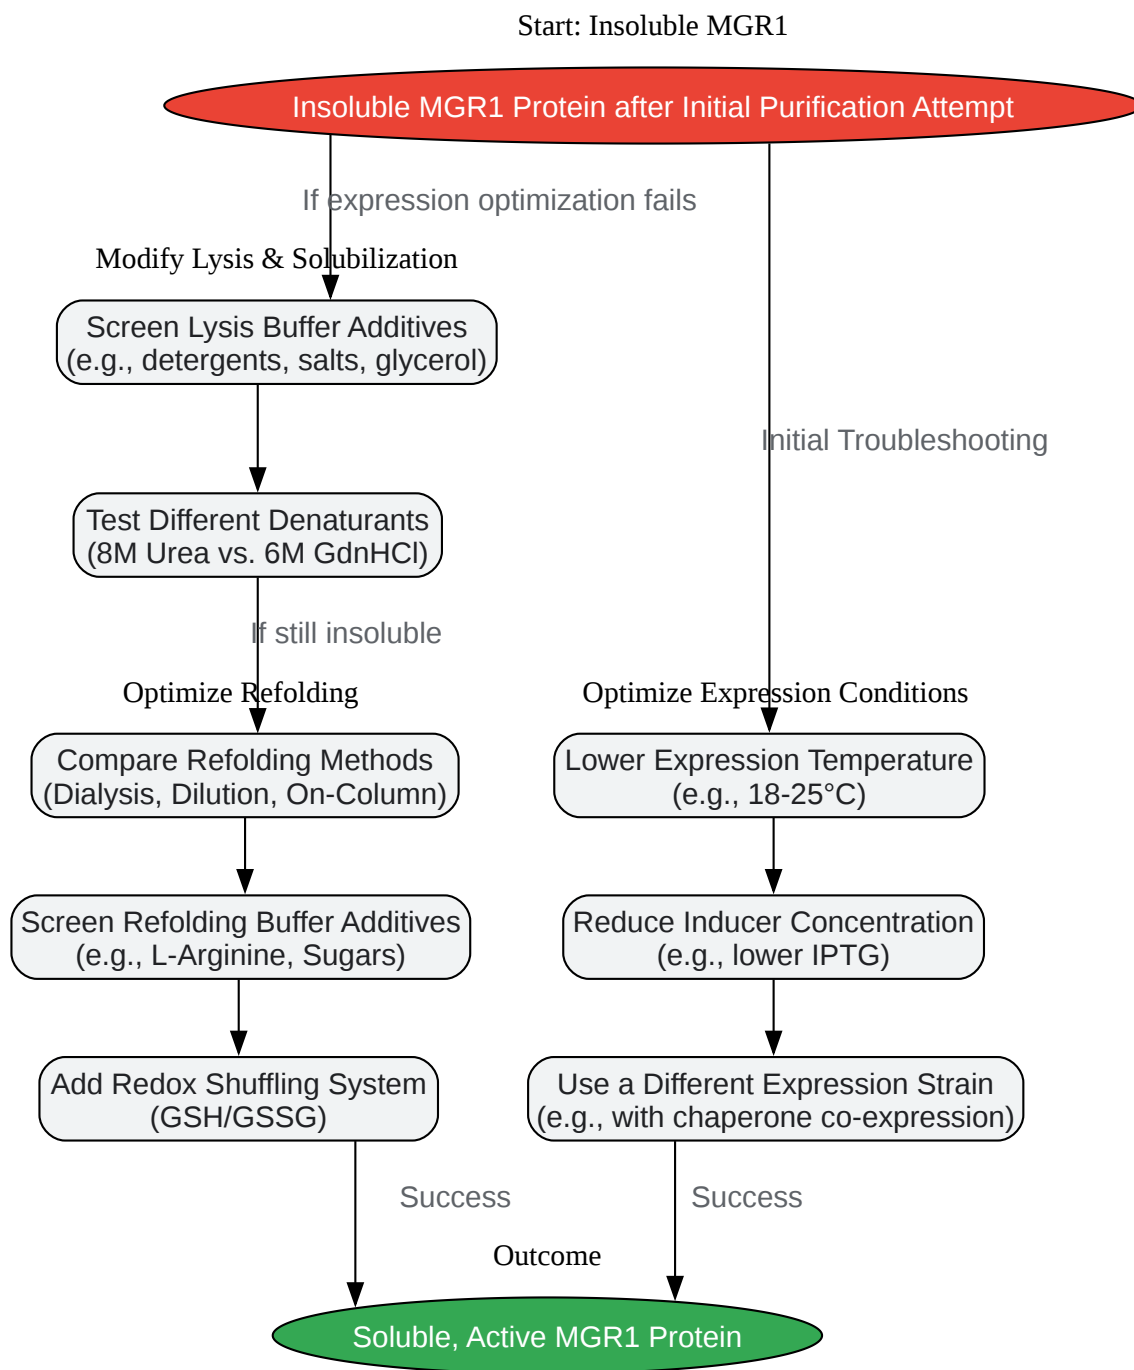 Start: Insoluble MGR1
Insoluble MGR1 Protein after Initial Purification Attempt
If expression optimization fails
Modify Lysis & Solubilization
Screen Lysis Buffer Additives
(e.g., detergents, salts, glycerol)
Initial Troubleshooting
Test Different Denaturants
(8M Urea vs. 6M GdnHCl)
If still insoluble
Optimize Refolding
Optimize Expression Conditions
Compare Refolding Methods
(Dialysis, Dilution, On-Column)
Lower Expression Temperature
(e.g., 18-25°C)
Screen Refolding Buffer Additives
(e.g., L-Arginine, Sugars)
Reduce Inducer Concentration
(e.g., lower IPTG)
Add Redox Shuffling System
(GSH/GSSG)
Use a Different Expression Strain
(e.g., with chaperone co-expression)
Success
Success
Outcome
Soluble, Active MGR1 Protein